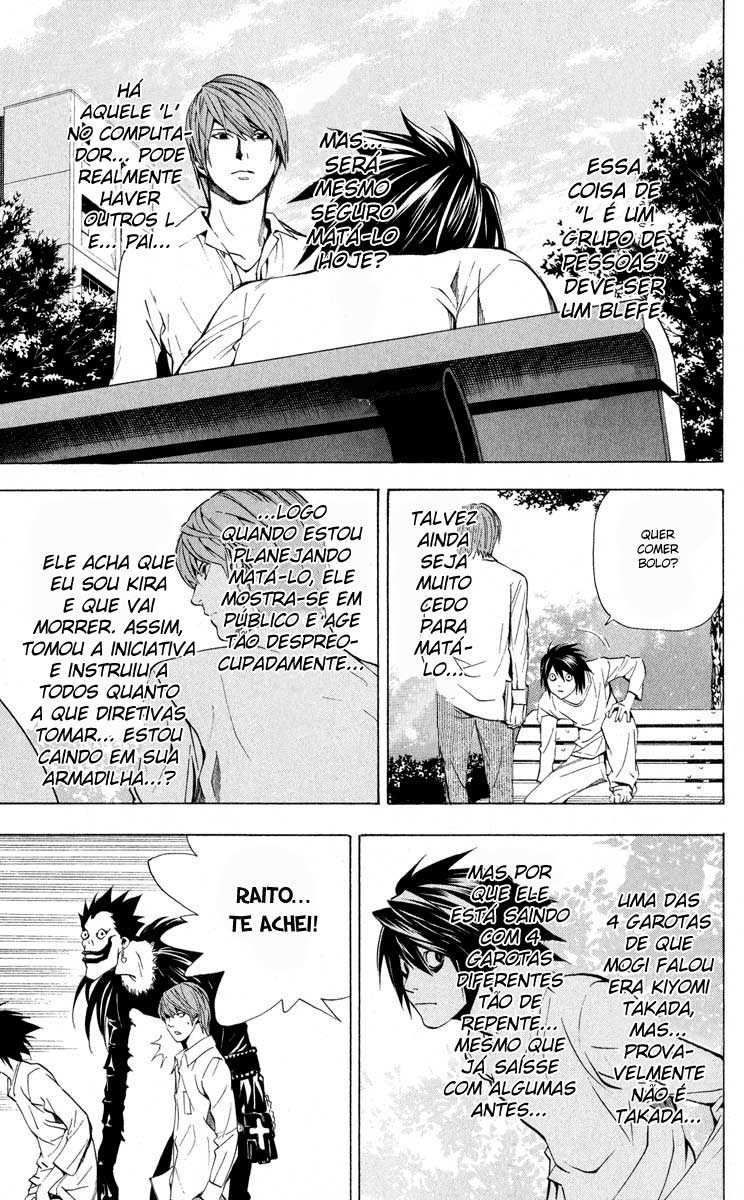 ESSA
COISA DE
"L É UM
GRUPO DE
PESSOAS"
DEVE SER
UM BLEFE.
MAS...
SERÁ
MESMO
SEGURO
MATÁ-LO
HOJE?
HÁ
AQUELE 'L'
NO COMPUTA-
DOR... PODE
REALMENTE
HAVER
OUTROS L
E... PAI...
QUER
COMER
BOLO?
TALVEZ
AINDA
SEJA
MUITO
CEDO
PARA
MATÁ-
LO...
...LOGO
QUANDO ESTOU
PLANEJANDO
MATÁ-LO, ELE
MOSTRA-SE EM
PÚBLICO E AGE
TÃO DESPREO-
CUPADAMENTE...
ELE ACHA QUE
EU SOU KIRA
E QUE VAI
MORRER. ASSIM,
TOMOU A INICIATIVA
E INSTRUIU A
TODOS QUANTO
A QUE DIRETIVAS
TOMAR... ESTOU
CAINDO EM SUA
ARMADILHA...?
UMA DAS
4 GAROTAS
DE QUE
MOGI FALOU
ERA KIYOMI
TAKADA,
MAS...
PROVA-
VELMENTE
NÃO É
TAKADA...
MAS POR
QUE ELE
ESTÁ SAINDO
COM 4
GAROTAS
DIFERENTES
TÃO DE
REPENTE...
MESMO QUE
JÁ SAÍSSE
COM ALGUMAS
ANTES...
RAITO...
TE ACHEI!